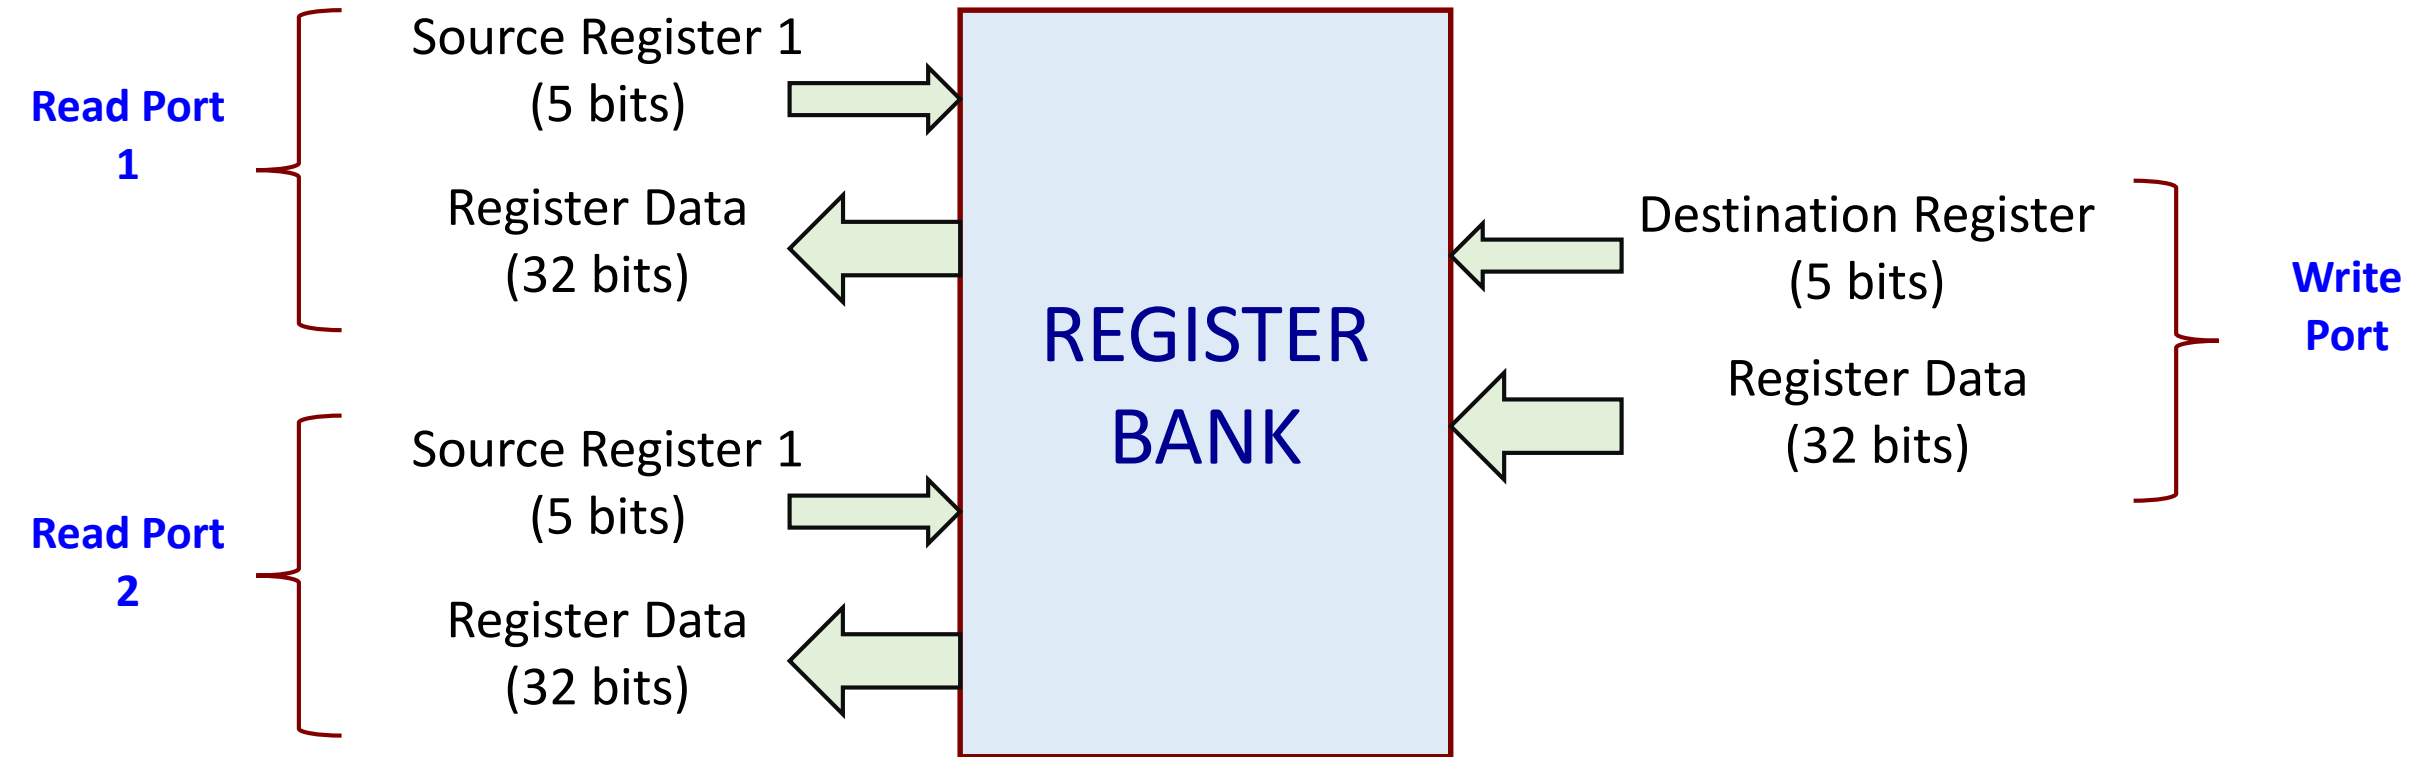 Read Port
1
Source Register 1
(5 bits)
Register Data
(32 bits)
Read Port
2
Source Register 1
(5 bits)
Register Data
(32 bits)
REGISTER
BANK
Destination Register
(5 bits)
Register Data
(32 bits)
Write
Port